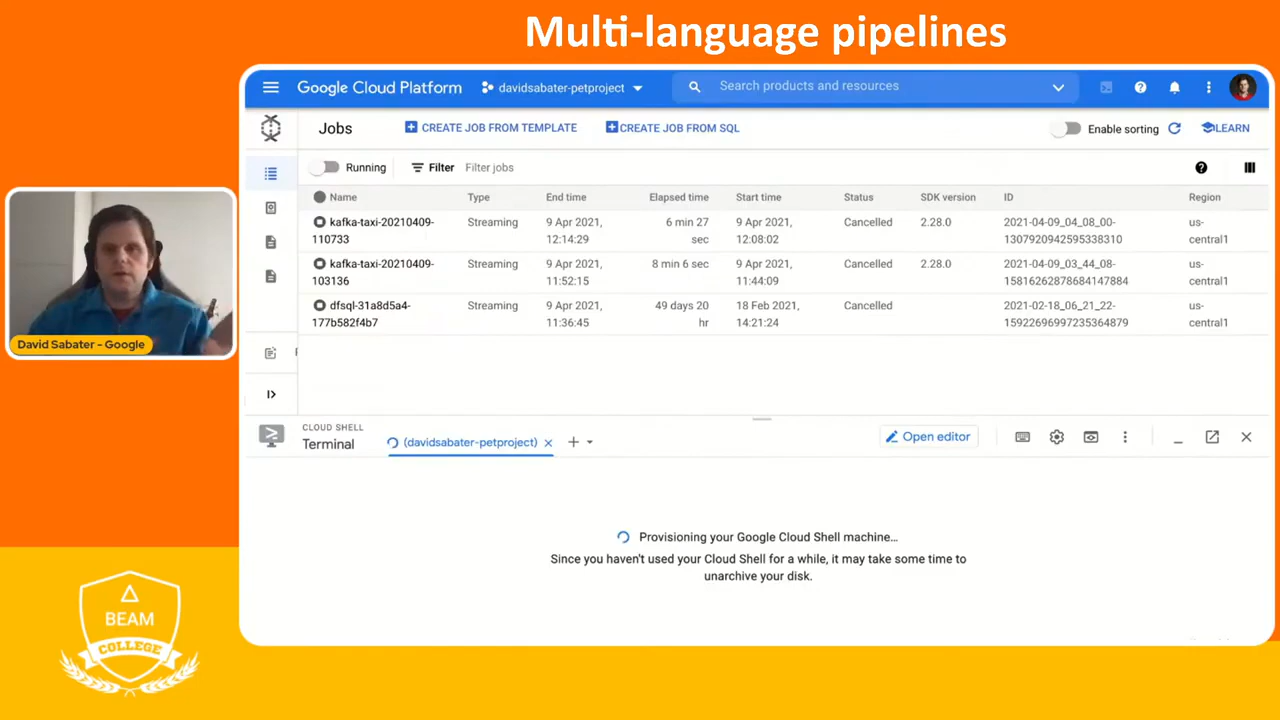 Multi-language pipelines
Google Cloud Platform
davidsabater-petproject
Search products and resources
Jobs
CREATE JOB FROM TEMPLATE
CREATE JOB FROM SQL
Enable sorting
LEARN
Running
Filter
Filter jobs
Name Type End time Elapsed time Start time Status SDK version ID Region
kafka-taxi-20210409- Streaming 9 Apr 2021, 6 min 27 9 Apr 2021, Cancelled 2.28.0 2021-04-09_04_08_00- us-
110733 12:14:29 sec 12:08:02 1307920942595338310 central1
kafka-taxi-20210409- Streaming 9 Apr 2021, 8 min 6 sec 9 Apr 2021, Cancelled 2.28.0 2021-04-09_03_44_08- us-
103136 11:52:15 11:44:09 15816262878684147884 central1
dfsql-31a8d5a4- Streaming 9 Apr 2021, 49 days 20 18 Feb 2021, Cancelled 2021-02-18_06_21_22- us-
177b582f4b7 11:36:45 hr 14:21:24 15922696997235364879 central1
David Sabater - Google
CLOUD SHELL
Terminal
(davidsabater-petproject)
Open editor
Provisioning your Google Cloud Shell machine...
Since you haven't used your Cloud Shell for a while, it may take some time to
unarchive your disk.
BEAM
COLLEGE